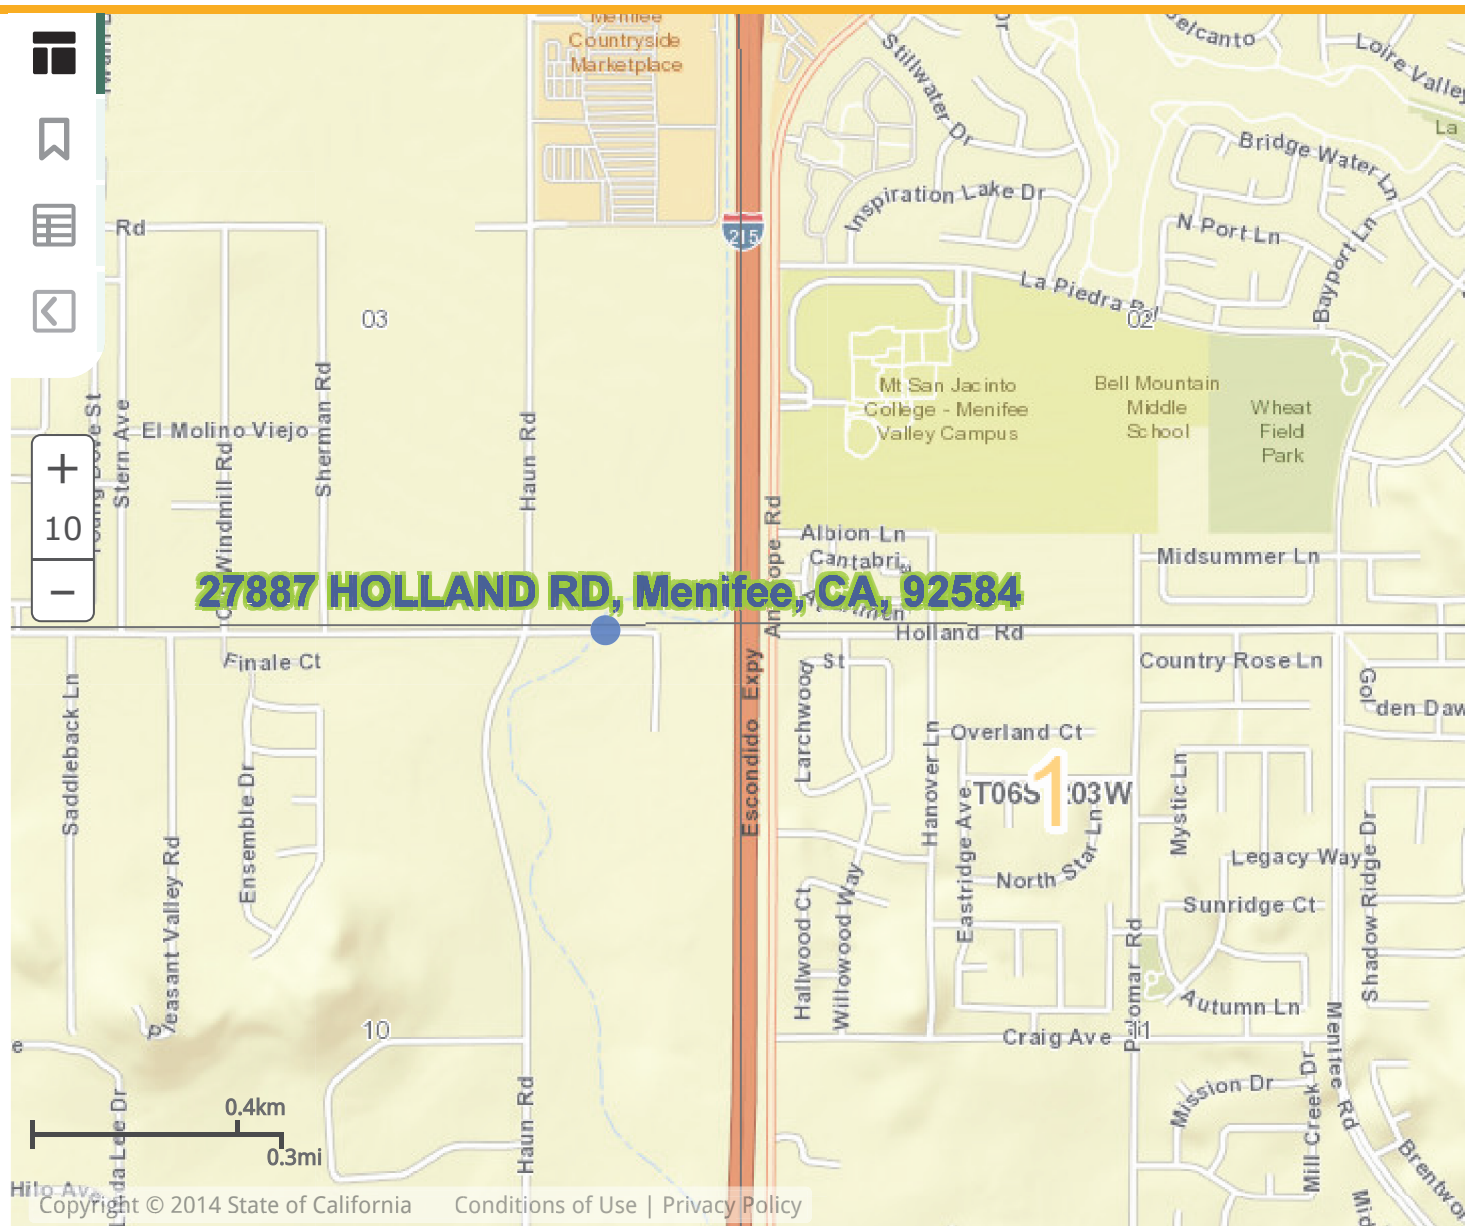 Menifee
Countryside
Marketplace
Stillwater Dr
Belcanto
Loire Valley
La
Bridge Water Ln
Inspiration Lake Dr
N Port Ln
Bayport Ln
Rd
215
La Piedra Rd
03
02
Mt San Jacinto
College - Menifee
Valley Campus
Bell Mountain
Middle
School
Wheat
Field
Park
Stern Ave
El Molino Viejo
Windmill Rd
Sherman Rd
Haun Rd
+
10
−
Albion Ln
Midsummer Ln
27887 HOLLAND RD, Menifee, CA, 92584
Holland Rd
Finale Ct
St
Country Rose Ln
Saddleback Ln
Larchwood
Escondido Expy
Golden Daw
Overland Ct
Hanover Ln
Ensemble Dr
Mystic Ln
1
Eastridge Ave
North Star Ln
Legacy Way
Pleasant Valley Rd
Hallwood Ct
Willowood Way
Sunridge Ct
Shadow Ridge Dr
Palomar Rd
Autumn Ln
10
Craig Ave
11
Menifee Rd
Mission Dr
Mill Creek Dr
Haun Rd
0.4km
0.3mi
Copyright © 2014 State of California
Conditions of Use | Privacy Policy